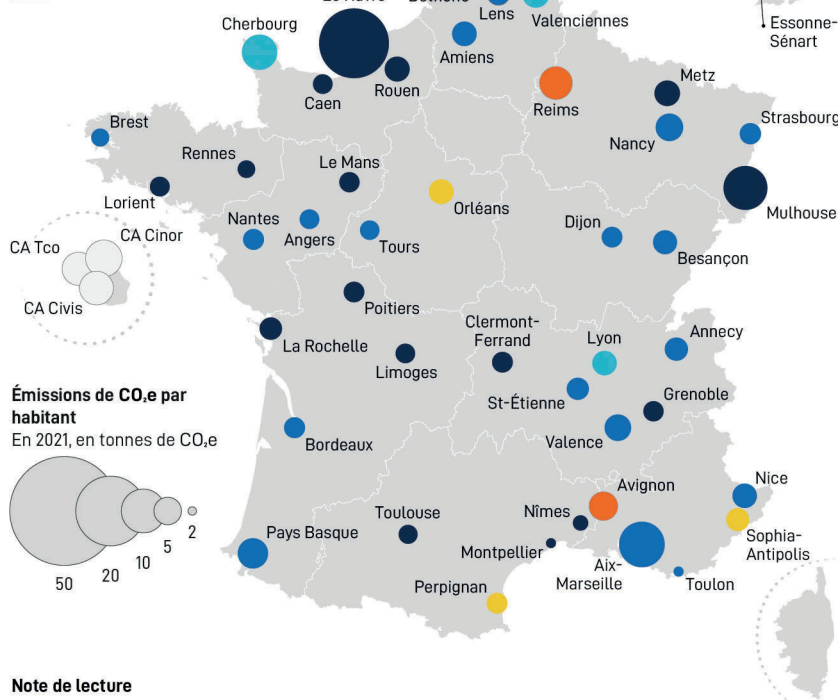 Cherbourg
Lens
Valenciennes
Essonne-
Sénart
Amiens
Caen
Rouen
Reims
Metz
Strasbourg
Nancy
Brest
Rennes
Le Mans
Lorient
Orléans
Mulhouse
Nantes
Angers
Tours
Dijon
Besançon
CA Tco
CA Cinor
CA Civis
Poitiers
La Rochelle
Limoges
Clermont-
Ferrand
Lyon
Annecy
St-Étienne
Grenoble
Valence
Émissions de CO₂e par
habitant
En 2021, en tonnes de CO₂e
50
20
10
5
2
Bordeaux
Pays Basque
Toulouse
Nîmes
Avignon
Nice
Sophia-
Antipolis
Montpellier
Aix-
Marseille
Toulon
Perpignan
Note de lecture